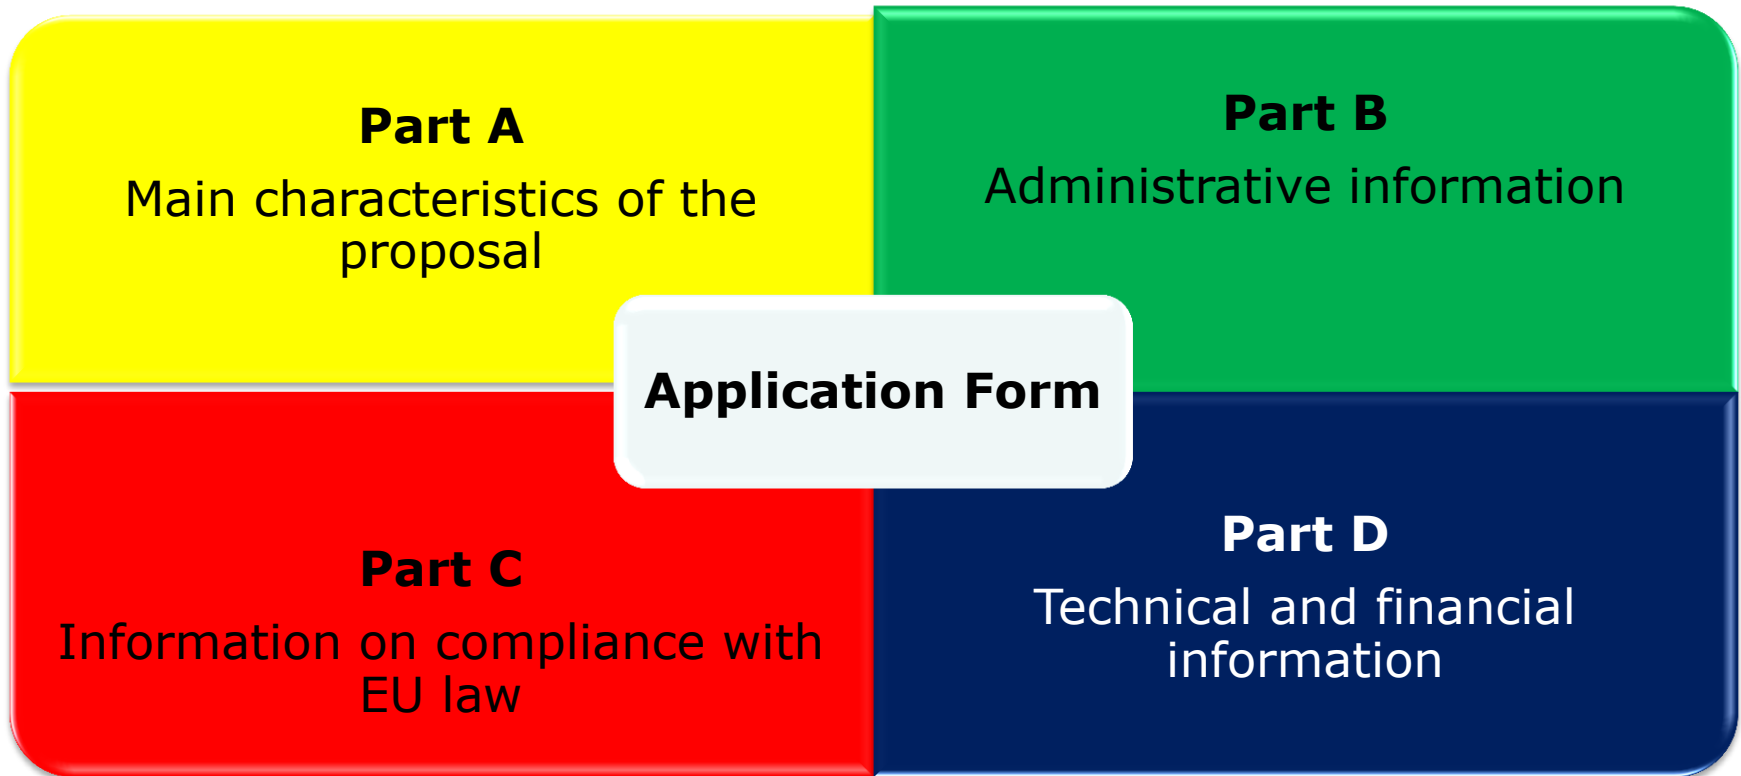 Part A
Main characteristics of the
proposal
Part B
Administrative information
Application Form
Part C
Information on compliance with
EU law
Part D
Technical and financial
information